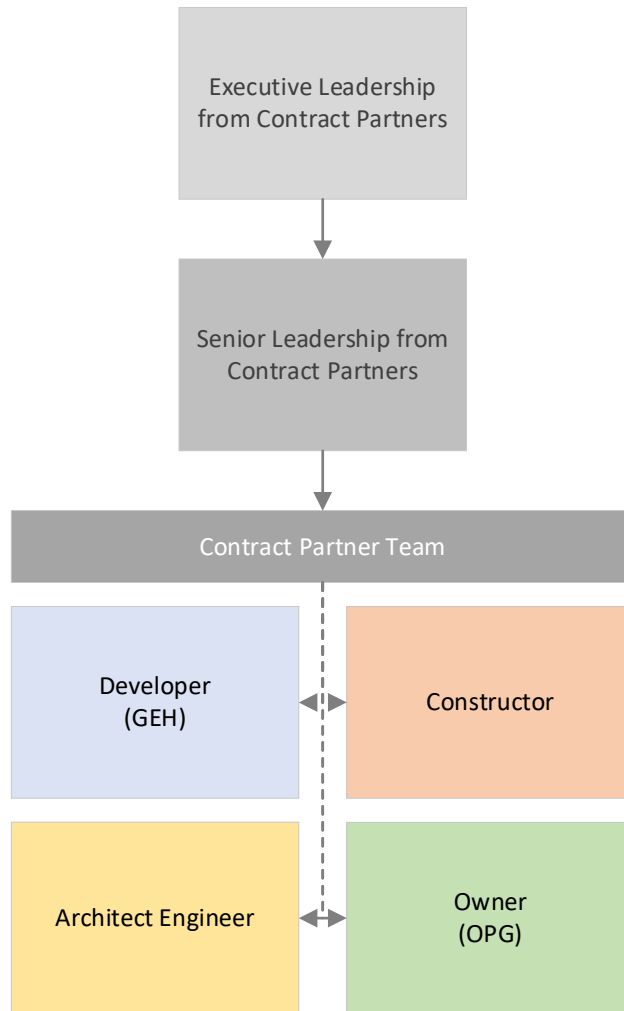 Executive Leadership
from Contract Partners
Senior Leadership from
Contract Partners
Contract Partner Team
Developer
(GEH)
Constructor
Architect Engineer
Owner
(OPG)